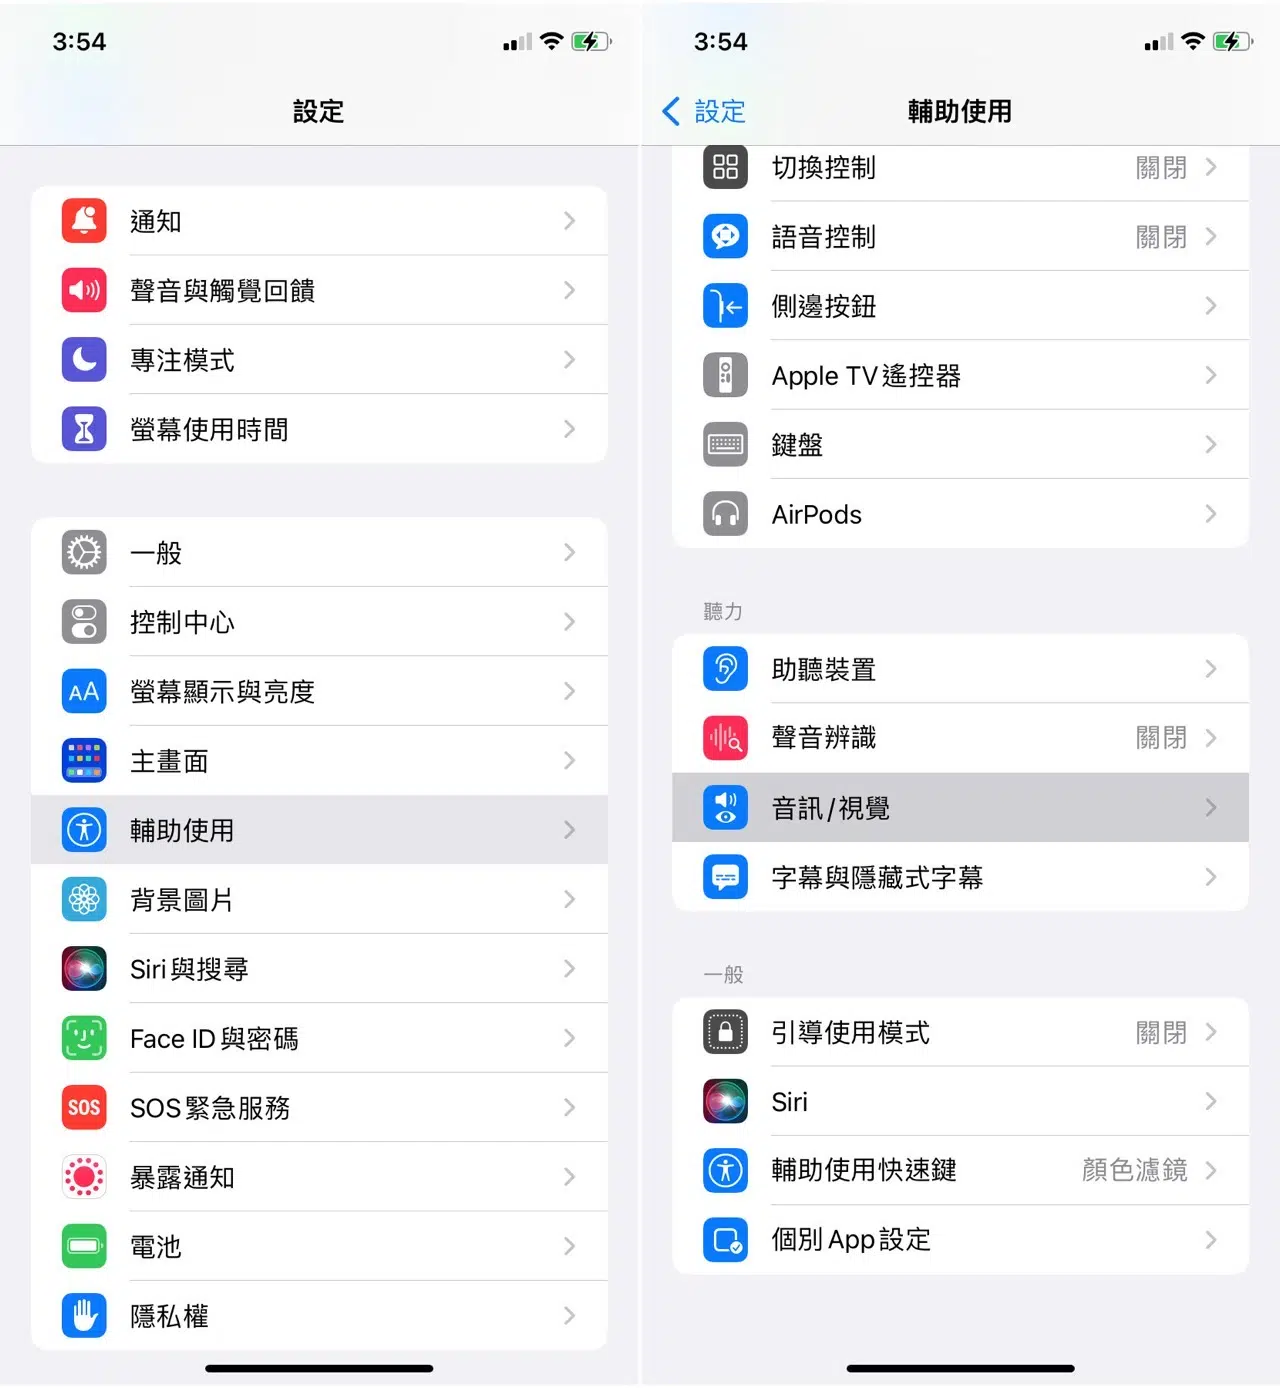 3:54
設定
通知
聲音與觸覺回饋
專注模式
螢幕使用時間
一般
控制中心
AA
螢幕顯示與亮度
主畫面
輔助使用
背景圖片
Siri與搜尋
Face ID與密碼
SOS
SOS緊急服務
暴露通知
電池
隱私權
3:54
設定
輔助使用
切換控制 關閉
語音控制 關閉
側邊按鈕
Apple TV遙控器
鍵盤
AirPods
聽力
助聽裝置
聲音辨識 關閉
音訊/視覺
字幕與隱藏式字幕
一般
引導使用模式 關閉
Siri
輔助使用快速鍵 顏色濾鏡
個別App設定